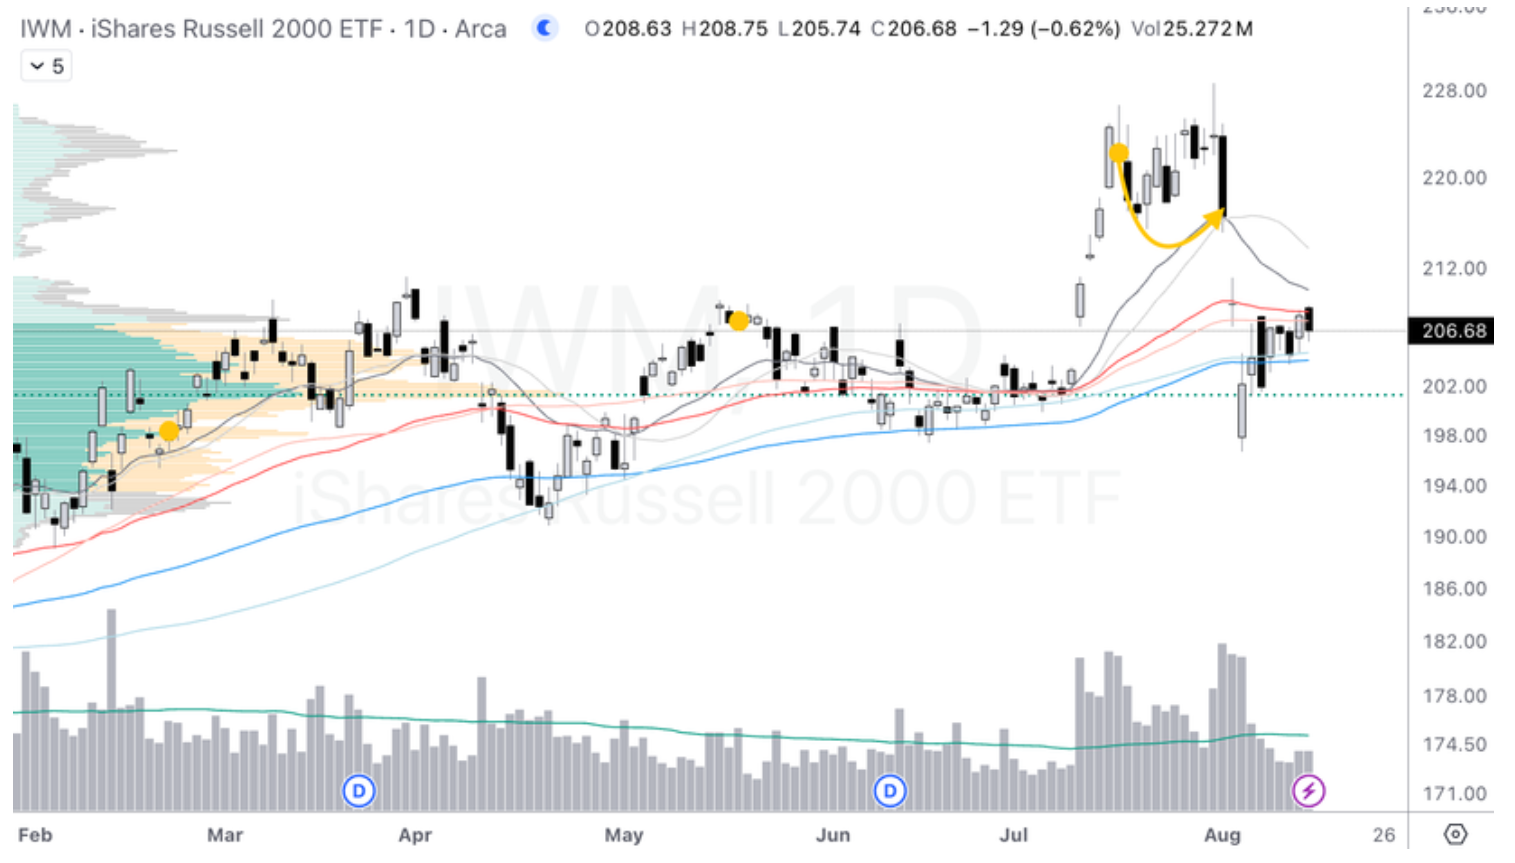 IWM · iShares Russell 2000 ETF · 1D · Arca O208.63 H208.75 L205.74 C206.68 −1.29 (−0.62%) Vol25.272M
5
228.00
220.00
212.00
206.68
202.00
198.00
194.00
190.00
186.00
182.00
178.00
174.50
171.00
IWM, 1D
iShares Russell 2000 ETF
D
D
Feb Mar Apr May Jun Jul Aug 26